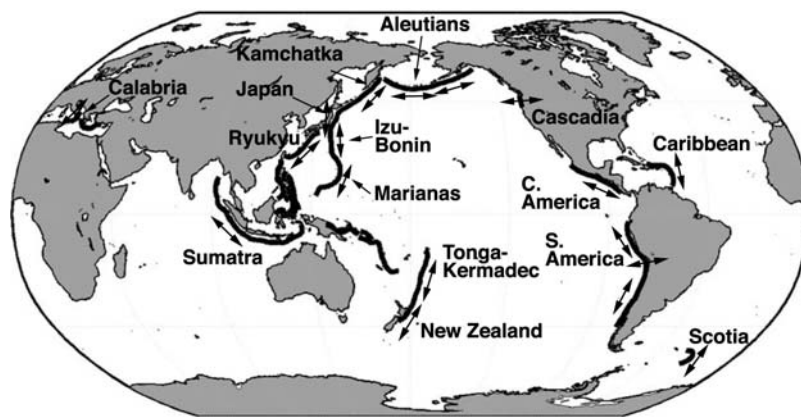 Aleutians
Kamchatka
Calabria
Japan
Ryukyu
Izu-
Bonin
Marianas
Cascadia
Caribbean
C.
America
S.
America
Sumatra
Tonga-
Kermadec
New Zealand
Scotia